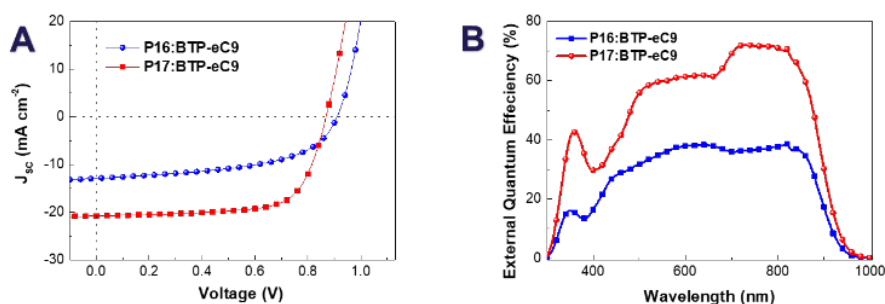 A
P16:BTP-eC9
P17:BTP-eC9
J_sc (mA cm⁻²)
20
10
0
-10
-20
-30
0.0 0.2 0.4 0.6 0.8 1.0
Voltage (V)
B
P16:BTP-eC9
P17:BTP-eC9
External Quantum Effeciency (%)
80
60
40
20
0
400 600 800 1000
Wavelength (nm)